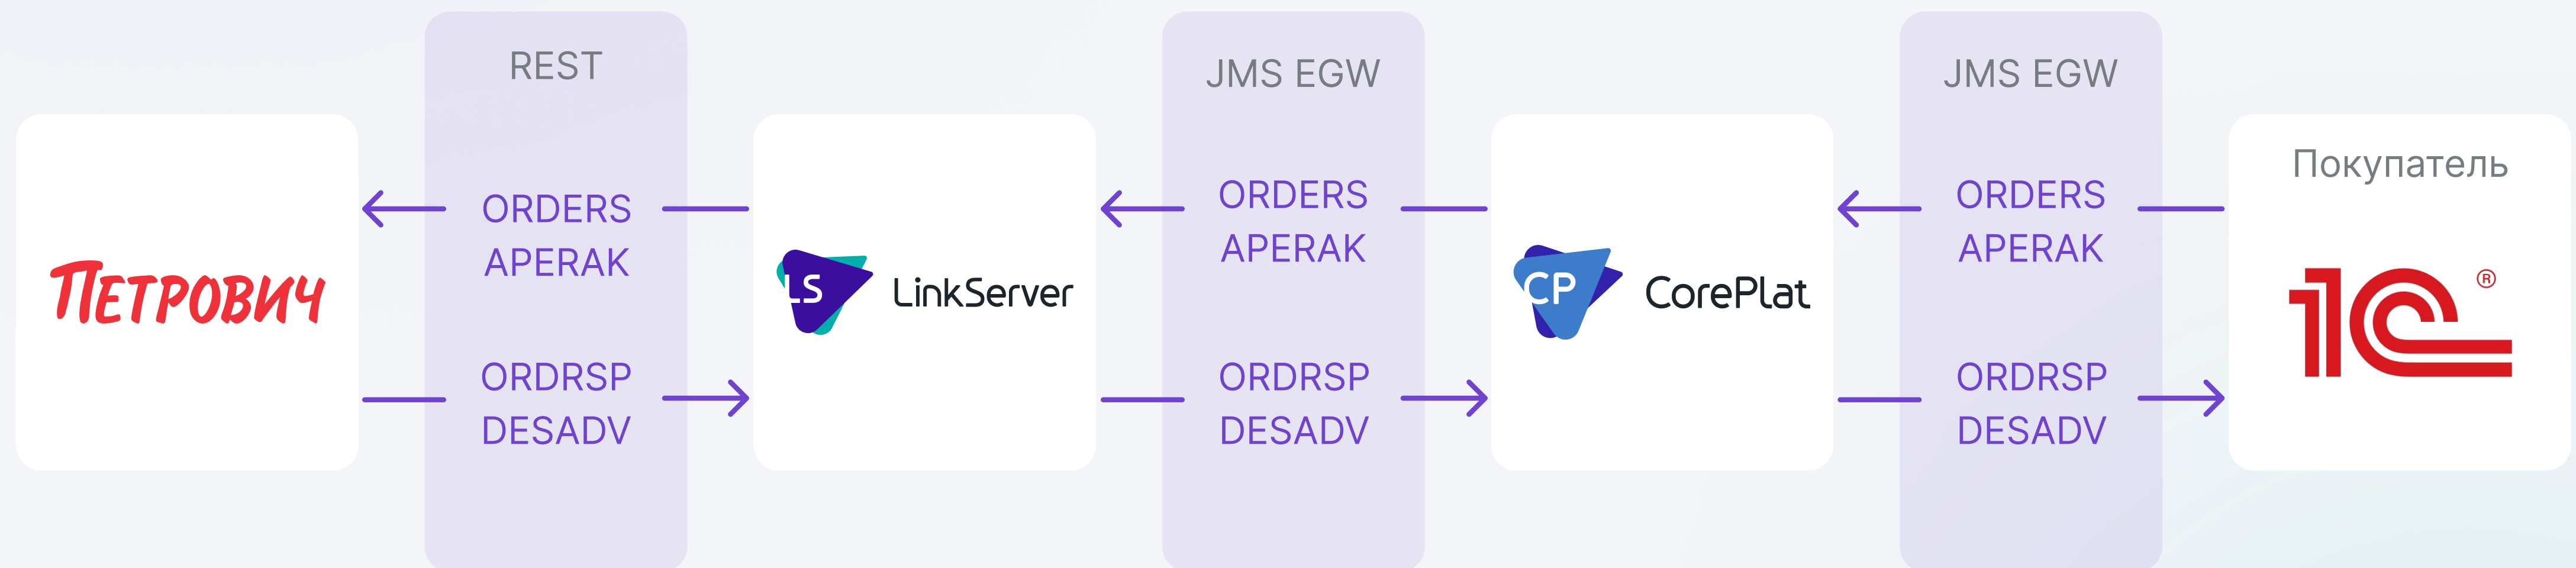 REST
JMS EGW
JMS EGW
Покупатель
ORDERS
APERAK
ORDERS
APERAK
ORDERS
APERAK
ПЕТРОВИЧ
LS
LinkServer
CP
CorePlat
1С®
ORDRSP
DESADV
ORDRSP
DESADV
ORDRSP
DESADV